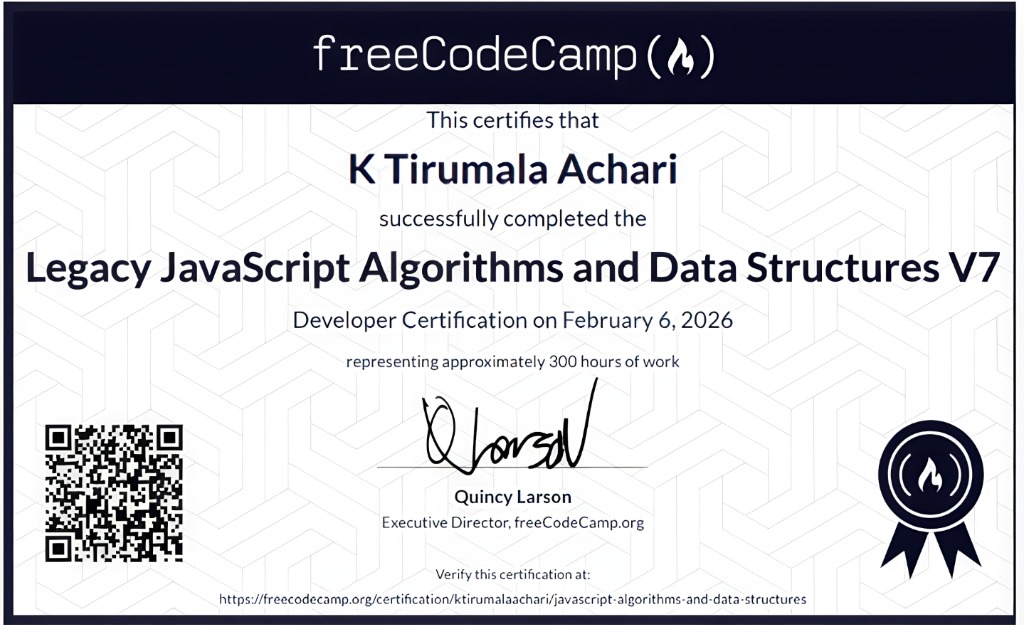 freeCodeCamp
This certifies that
K Tirumala Achari
successfully completed the
Legacy JavaScript Algorithms and Data Structures V7
Developer Certification on February 6, 2026
representing approximately 300 hours of work
Q Larson
Quincy Larson
Executive Director, freeCodeCamp.org
Verify this certification at:
https://freecodecamp.org/certification/ktirumalaachari/javascript-algorithms-and-data-structures